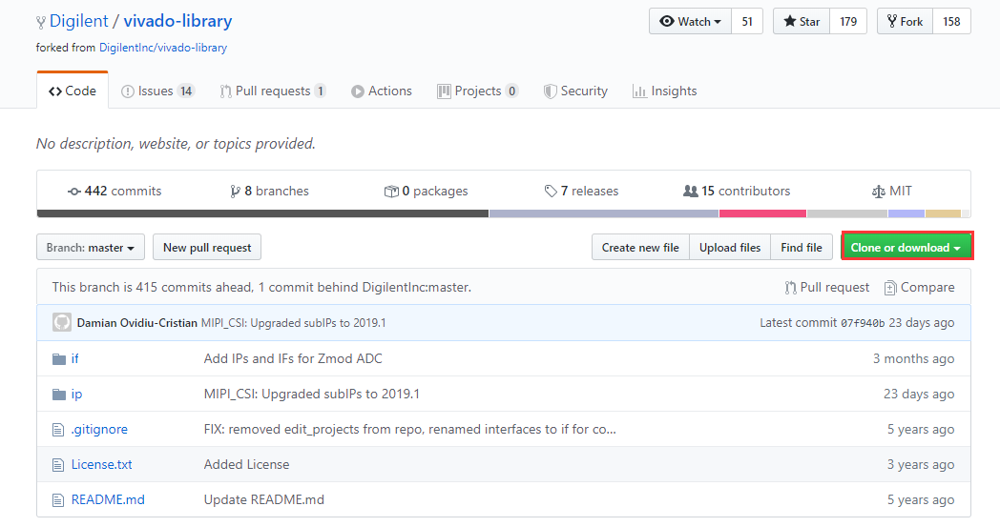 Digilent / vivado-library
Watch 51 Star 179 Fork 158
forked from DigilentInc/vivado-library
Code Issues 14 Pull requests 1 Actions Projects 0 Security Insights
No description, website, or topics provided.
442 commits 8 branches 0 packages 7 releases 15 contributors MIT
Branch: master New pull request Create new file Upload files Find file Clone or download
This branch is 415 commits ahead, 1 commit behind DigilentInc:master. Pull request Compare
Damian Ovidiu-Cristian MIPI_CSI: Upgraded subIPs to 2019.1 Latest commit 07f940b 23 days ago
if Add IPs and IFs for Zmod ADC 3 months ago
ip MIPI_CSI: Upgraded subIPs to 2019.1 23 days ago
.gitignore FIX: removed edit_projects from repo, renamed interfaces to if for co... 5 years ago
License.txt Added License 3 years ago
README.md Update README.md 5 years ago